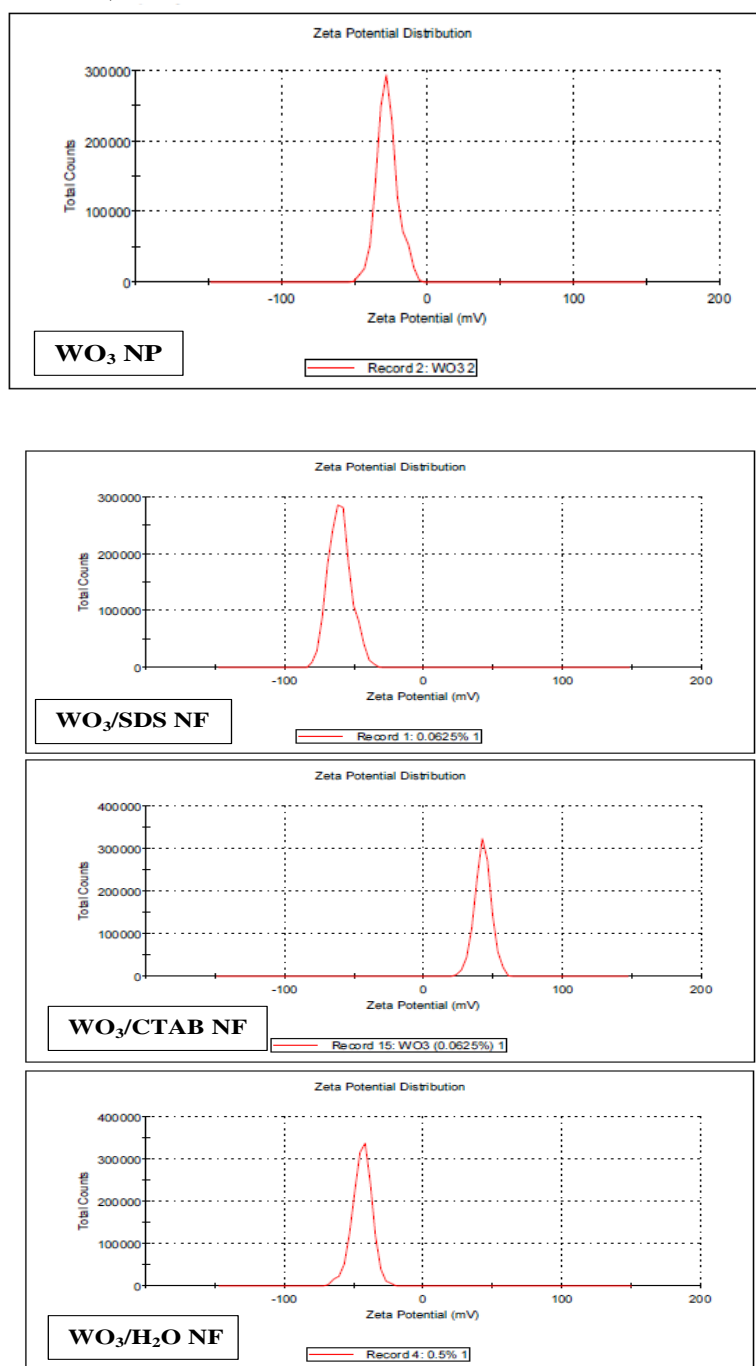 Zeta Potential Distribution
300000
200000
100000
0
Total Counts
-100 0 100 200
Zeta Potential (mV)
WO₃ NP
Record 2: WO3 2
Zeta Potential Distribution
300000
200000
100000
0
Total Counts
-100 0 100 200
Zeta Potential (mV)
WO₃/SDS NF
Record 1: 0.0625% 1
Zeta Potential Distribution
400000
300000
200000
100000
0
Total Counts
-100 0 100 200
Zeta Potential (mV)
WO₃/CTAB NF
Record 15: WO3 (0.0625%) 1
Zeta Potential Distribution
400000
300000
200000
100000
0
Total Counts
-100 0 100 200
Zeta Potential (mV)
WO₃/H₂O NF
Record 4: 0.5% 1